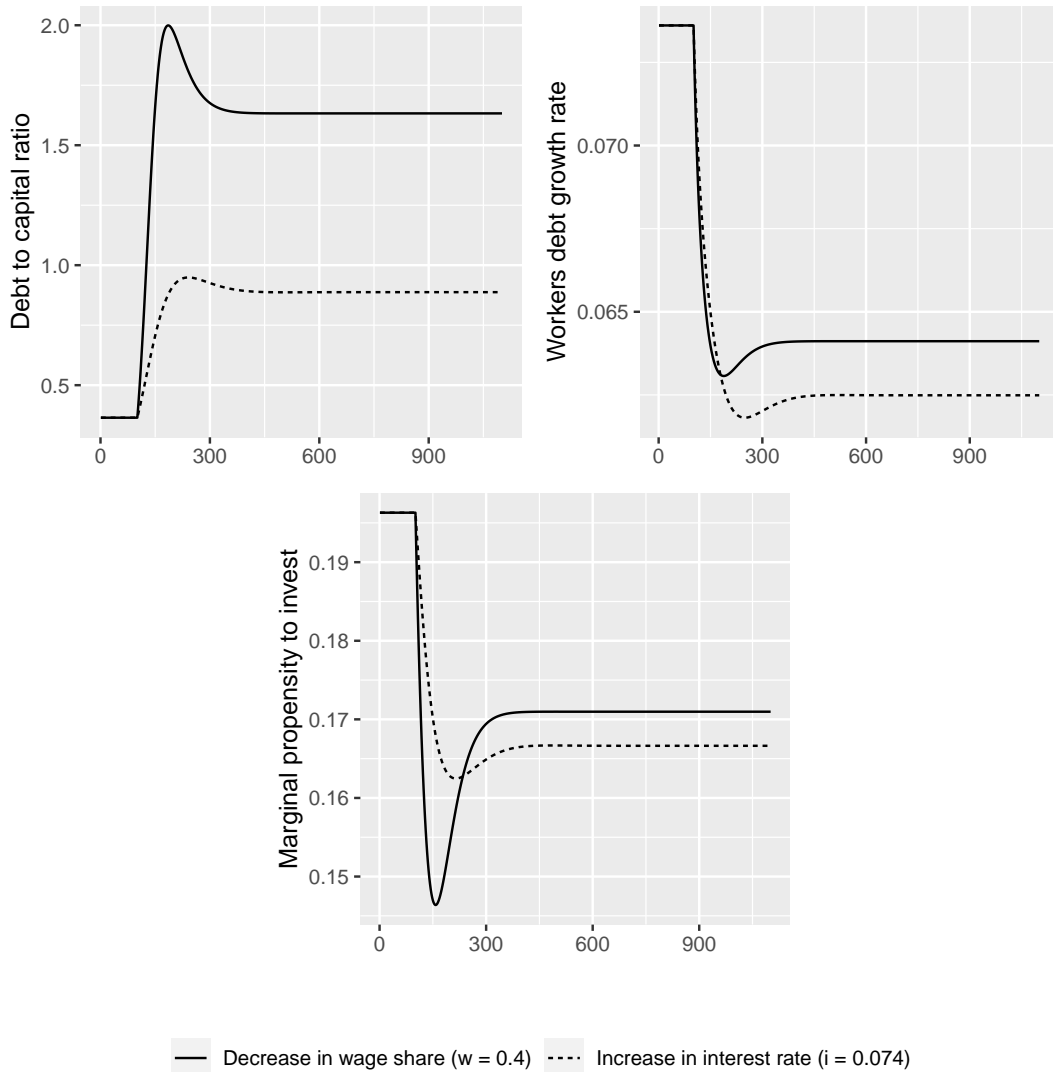 Debt to capital ratio
2.0
1.5
1.0
0.5
0 300 600 900
Workers debt growth rate
0.070
0.065
0 300 600 900
Marginal propensity to invest
0.19
0.18
0.17
0.16
0.15
0 300 600 900
Decrease in wage share (w = 0.4) Increase in interest rate (i = 0.074)